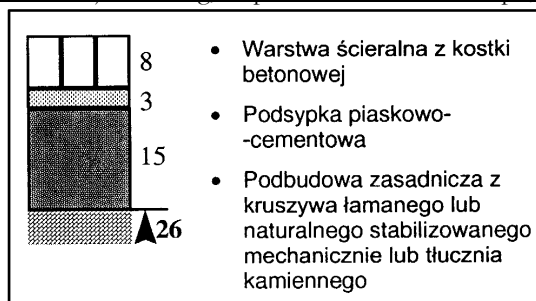 8
3
15
26
• Warstwa ścieralna z kostki
betonowej
• Podsypka piaskowo-
-cementowa
• Podbudowa zasadnicza z
kruszywa łamanego lub
naturalnego stabilizowanego
mechanicznie lub tłucznia
kamiennego